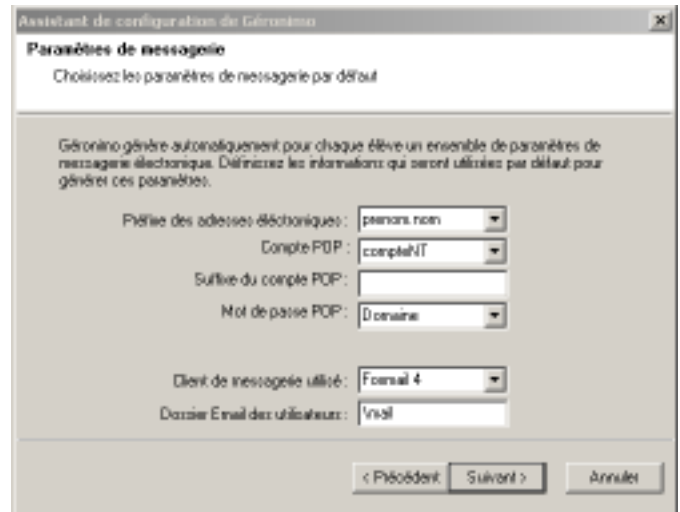 Assistant de configuration de Géronimo
Paramètres de messagerie
Choisissez les paramètres de messagerie par défaut
Géronimo génère automatiquement pour chaque élève un ensemble de paramètres de
messagerie électronique. Définissez les informations qui seront utilisées par défaut pour
générer ces paramètres.
Préfixe des adresses éléctroniques : prenom.nom
Compte POP : compteNT
Suffixe du compte POP :
Mot de passe POP : Domaine
Client de messagerie utilisé : Foxmail 4
Dossier Email des utilisateurs : \mail
< Précédent Suivant > Annuler